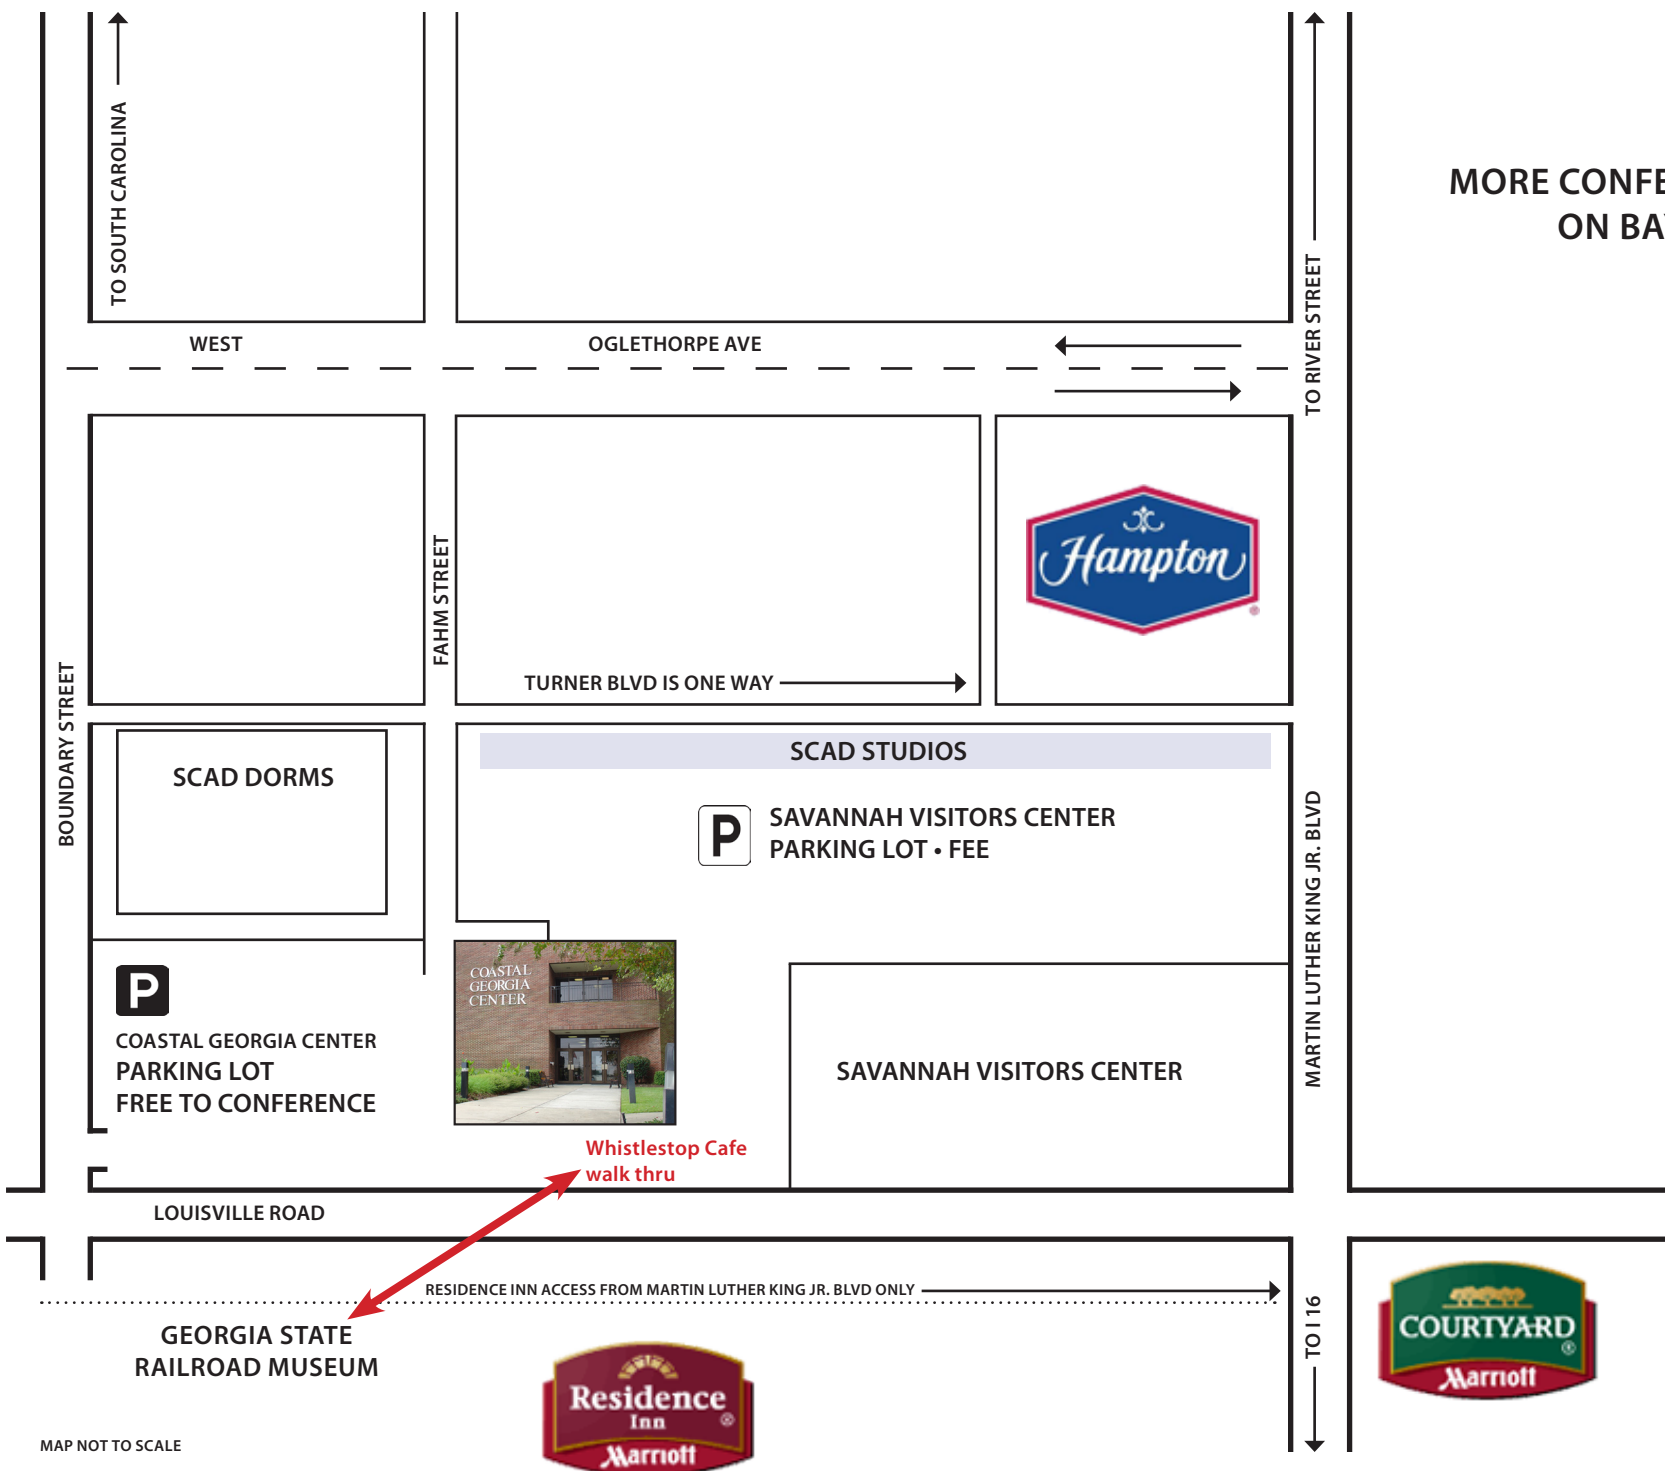 TO SOUTH CAROLINA
MORE CONFE
ON BA
TO RIVER STREET
WEST
OGLETHORPE AVE
Hampton
®
FAHM STREET
TURNER BLVD IS ONE WAY
BOUNDARY STREET
SCAD STUDIOS
SCAD DORMS
P
SAVANNAH VISITORS CENTER
PARKING LOT • FEE
MARTIN LUTHER KING JR. BLVD
P
COASTAL GEORGIA CENTER
PARKING LOT
FREE TO CONFERENCE
COASTAL
GEORGIA
CENTER
SAVANNAH VISITORS CENTER
Whistlestop Cafe
walk thru
LOUISVILLE ROAD
RESIDENCE INN ACCESS FROM MARTIN LUTHER KING JR. BLVD ONLY
GEORGIA STATE
RAILROAD MUSEUM
TO I 16
COURTYARD
®
Marriott
Residence
Inn
®
Marriott
MAP NOT TO SCALE